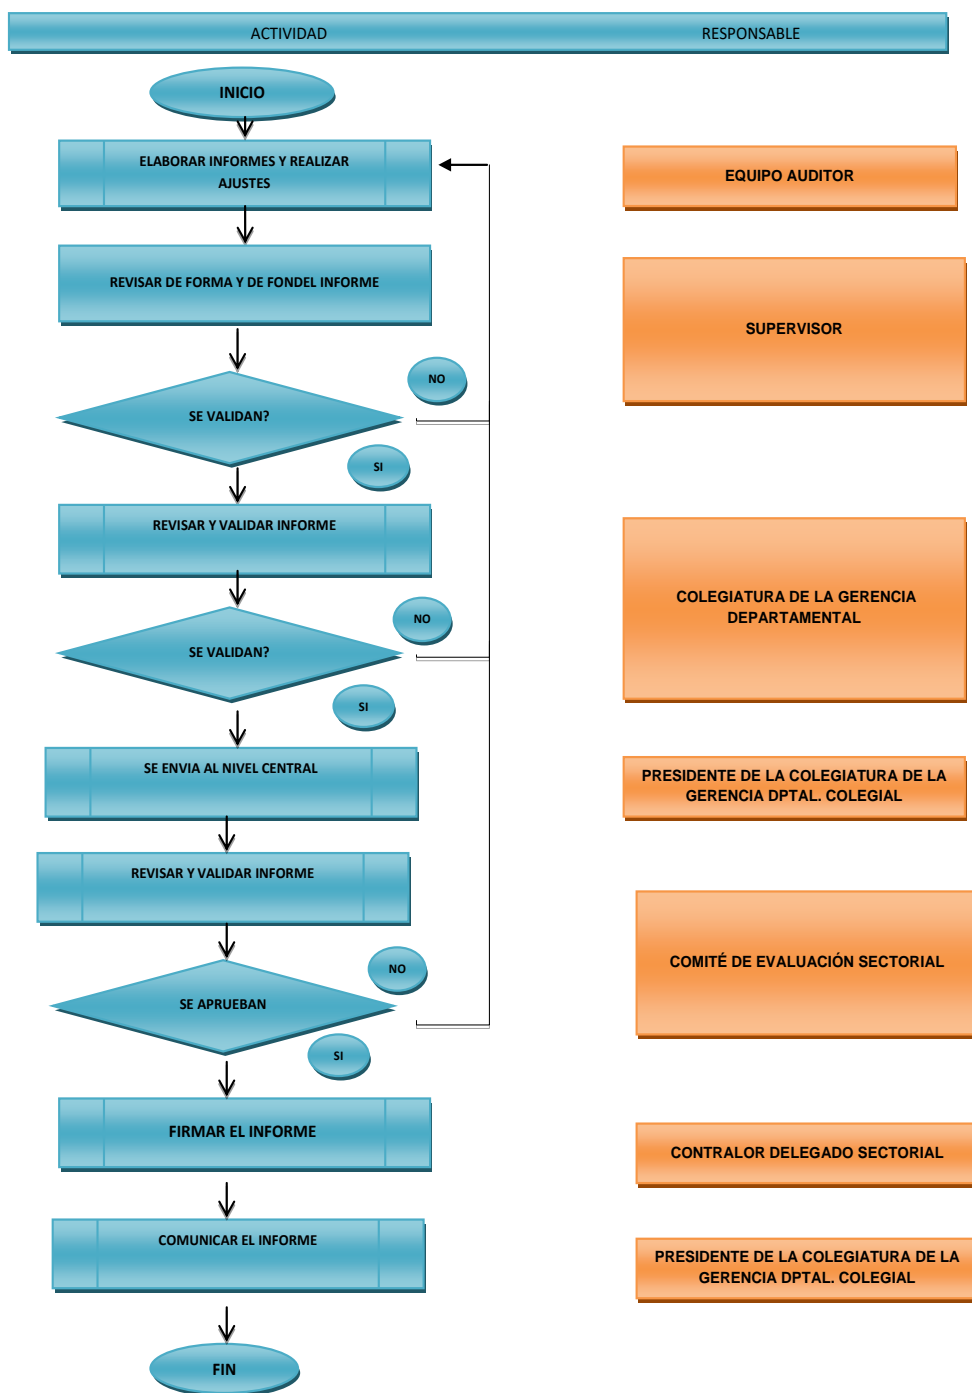 ACTIVIDAD RESPONSABLE
INICIO
ELABORAR INFORMES Y REALIZAR
AJUSTES
EQUIPO AUDITOR
REVISAR DE FORMA Y DE FONDEL INFORME
SUPERVISOR
NO
SE VALIDAN?
SI
REVISAR Y VALIDAR INFORME
COLEGIATURA DE LA GERENCIA
DEPARTAMENTAL
NO
SE VALIDAN?
SI
SE ENVIA AL NIVEL CENTRAL
PRESIDENTE DE LA COLEGIATURA DE LA
GERENCIA DPTAL. COLEGIAL
REVISAR Y VALIDAR INFORME
COMITÉ DE EVALUACIÓN SECTORIAL
NO
SE APRUEBAN
SI
FIRMAR EL INFORME
CONTRALOR DELEGADO SECTORIAL
COMUNICAR EL INFORME
PRESIDENTE DE LA COLEGIATURA DE LA
GERENCIA DPTAL. COLEGIAL
FIN